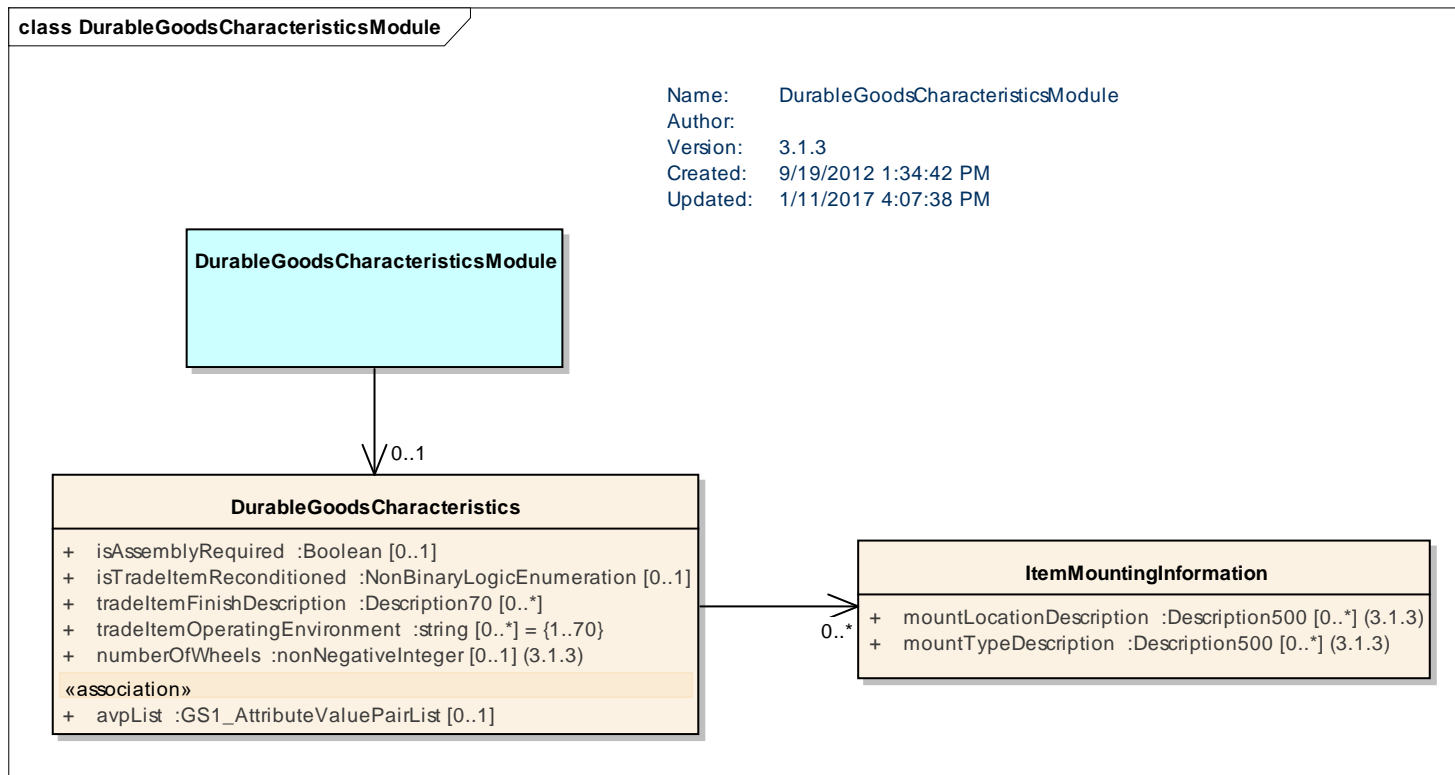 class DurableGoodsCharacteristicsModule
Name: DurableGoodsCharacteristicsModule
Author:
Version: 3.1.3
Created: 9/19/2012 1:34:42 PM
Updated: 1/11/2017 4:07:38 PM
DurableGoodsCharacteristicsModule
0..1
DurableGoodsCharacteristics
+ isAssemblyRequired :Boolean [0..1]
+ isTradeItemReconditioned :NonBinaryLogicEnumeration [0..1]
+ tradeItemFinishDescription :Description70 [0..*]
+ tradeItemOperatingEnvironment :string [0..*] = {1..70}
+ numberOfWheels :nonNegativeInteger [0..1] (3.1.3)
«association»
+ avpList :GS1_AttributeValuePairList [0..1]
0..*
ItemMountingInformation
+ mountLocationDescription :Description500 [0..*] (3.1.3)
+ mountTypeDescription :Description500 [0..*] (3.1.3)